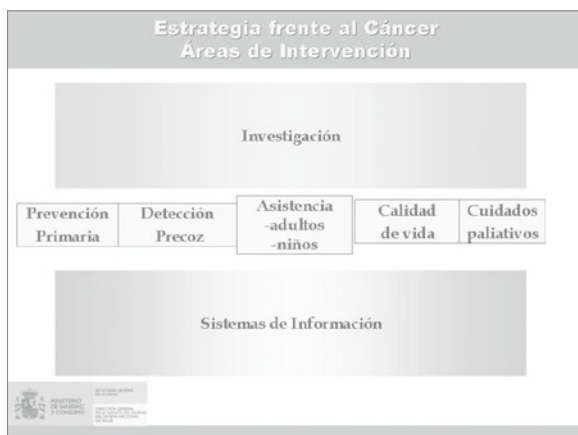 Estrategia frente al Cáncer
Áreas de Intervención
Investigación
Prevención
Primaria
Detección
Precoz
Asistencia
-adultos
-niños
Calidad
de vida
Cuidados
paliativos
Sistemas de Información
MINISTERIO
DE SANIDAD
Y CONSUMO